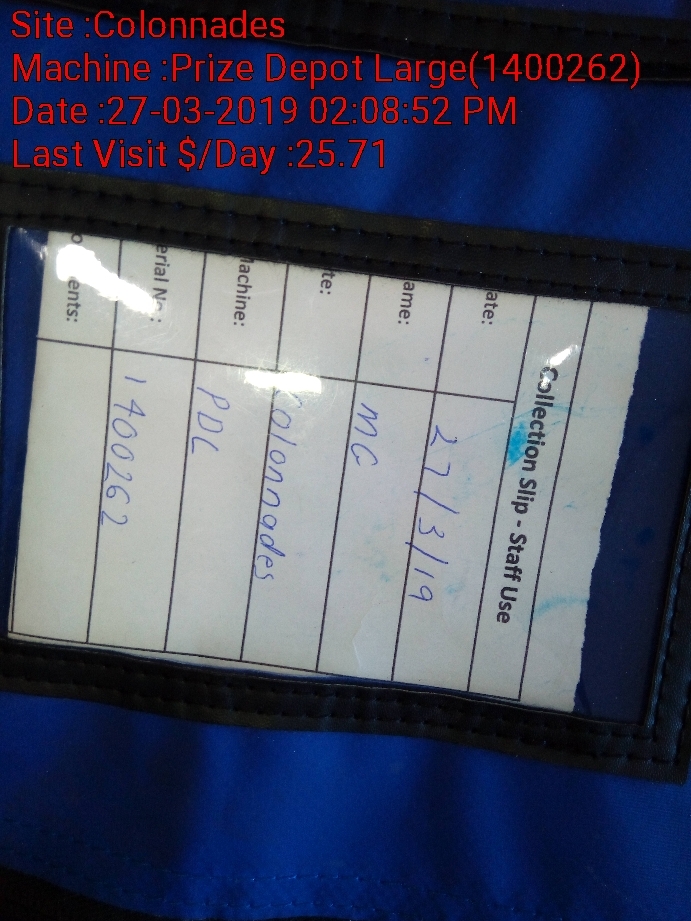 Site :Colonnades
Machine :Prize Depot Large(1400262)
Date :27-03-2019 02:08:52 PM
Last Visit $/Day :25.71
Collection Slip - Staff Use
ate: 27/3/19
ame: MC
te: Colonnades
achine: PDL
erial No.: 1400262
ents: